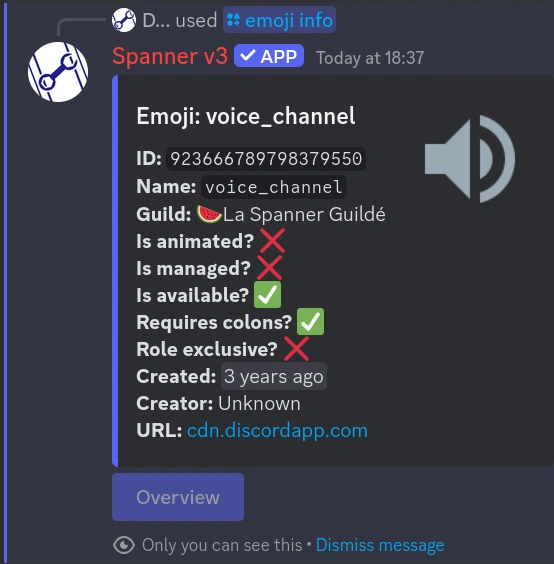 D... used emoji info
Spanner v3 ✓ APP Today at 18:37
Emoji: voice_channel
ID: 923666789798379550
Name: voice_channel
Guild: 🍉La Spanner Guildé
Is animated? ❌
Is managed? ❌
Is available? ✅
Requires colons? ✅
Role exclusive? ❌
Created: 3 years ago
Creator: Unknown
URL: cdn.discordapp.com
Overview
Only you can see this • Dismiss message